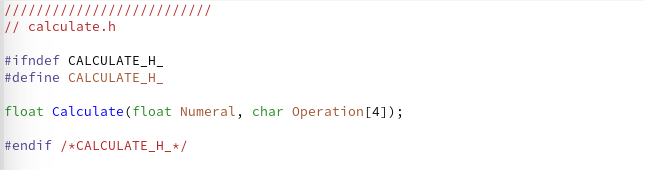 //////////////////////////
// calculate.h
#ifndef CALCULATE_H_
#define CALCULATE_H_
float Calculate(float Numeral, char Operation[4]);
#endif /*CALCULATE_H_*/